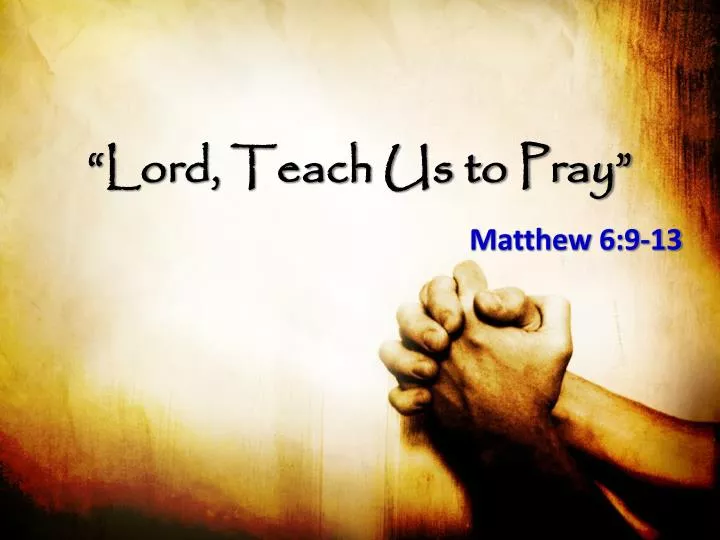 “Lord, Teach Us to Pray”
Matthew 6:9-13